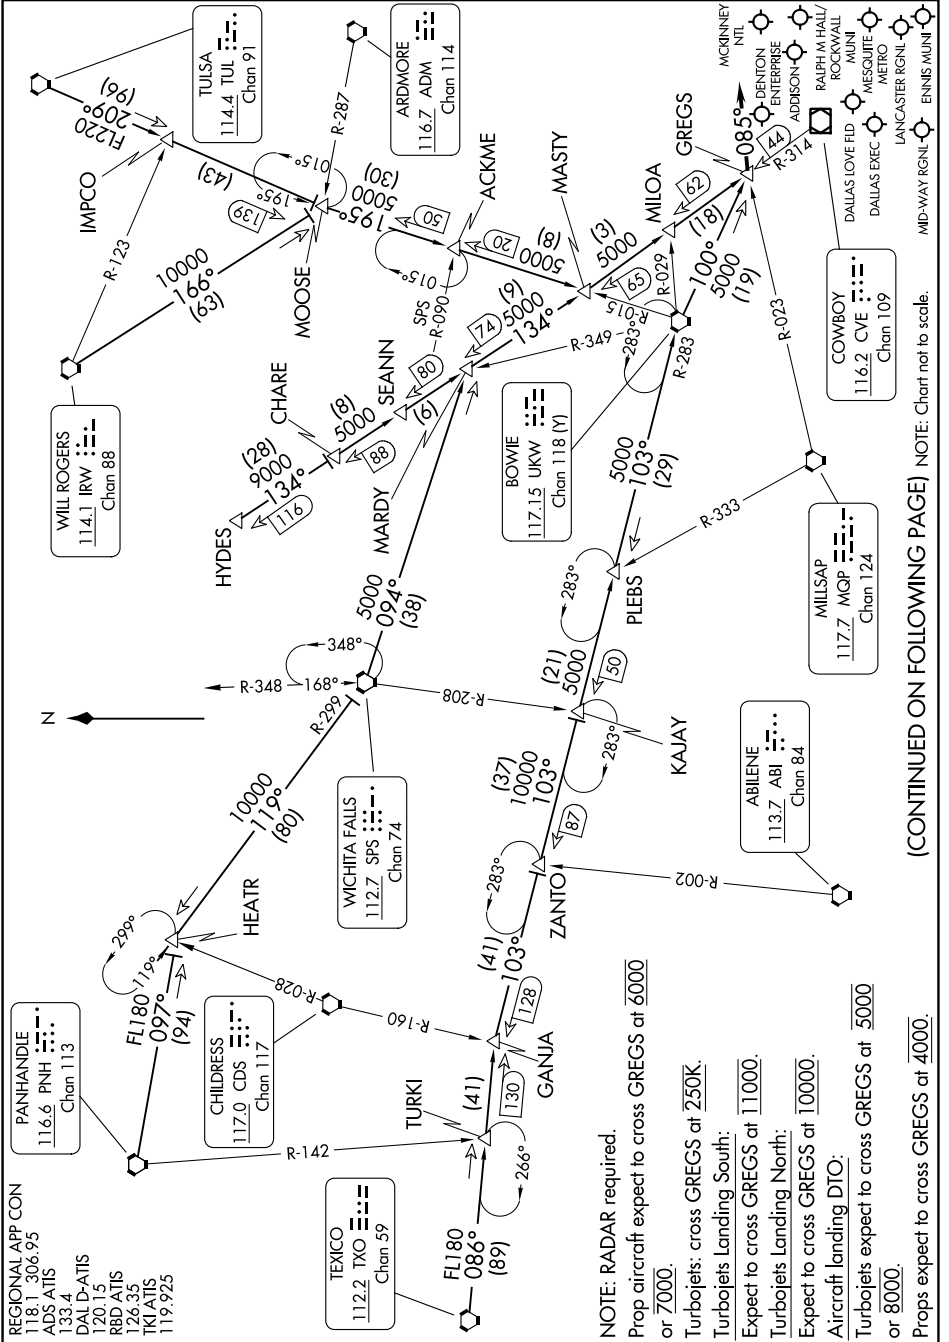 REGIONAL APP CON
118.1 306.95
ADS ATIS
133.4
DAL D-ATIS
120.15
RBD ATIS
126.35
TKI ATIS
119.925
PANHANDLE
116.6 PNH
Chan 113
CHILDRESS
117.0 CDS
Chan 117
TEXICO
112.2 TXO
Chan 59
WILL ROGERS
114.1 IRW
Chan 88
TULSA
114.4 TUL
Chan 91
ARDMORE
116.7 ADM
Chan 114
WICHITA FALLS
112.7 SPS
Chan 74
BOWIE
117.15 UKW
Chan 118 (Y)
ABILENE
113.7 ABI
Chan 84
MILLSAP
117.7 MQP
Chan 124
COWBOY
116.2 CVE
Chan 109
N
FL180
097°
(94)
299°
119°
HEATR
10000
119°
(80)
R-299
R-348
168°
348°
R-028
R-160
R-142
R-208
FL180
086°
(89)
266°
TURKI
(41)
130
GANJA
128
(41)
103°
283°
ZANTO
87
R-002
(37)
10000
103°
283°
KAJAY
50
(21)
5000
283°
PLEBS
R-333
5000
103°
(29)
R-283
283°
HYDES
116
(28)
9000
134°
CHARE
88
(8)
5000
SEANN
80
(6)
MARDY
74
5000
094°
(38)
(9)
5000
134°
R-349
R-015
R-029
65
SPS
R-090
R-123
10000
166°
(93)
139
MOOSE
IMPCO
FL220
209°
(96)
(43)
195°
015°
R-287
195°
5000
(30)
50
015°
ACKME
20
5000
(8)
MASTY
(3)
5000
MILOA
62
(18)
GREGS
085°
44
R-314
100°
5000
(19)
R-023
MCKINNEY
NTL
DENTON
ENTERPRISE
ADDISON
RALPH M HALL/
ROCKWALL
MUNI
MESQUITE
METRO
LANCASTER RGNL
ENNIS MUNI
DALLAS LOVE FLD
DALLAS EXEC
MID-WAY RGNL
NOTE: RADAR required.
Prop aircraft expect to cross GREGS at 6000
or 7000.
Turbojets: cross GREGS at 250K.
Turbojets Landing South:
Expect to cross GREGS at 11000.
Turbojets Landing North:
Expect to cross GREGS at 10000.
Aircraft landing DTO:
Turbojets expect to cross GREGS at 5000
or 8000.
Props expect to cross GREGS at 4000.
(CONTINUED ON FOLLOWING PAGE)
NOTE: Chart not to scale.